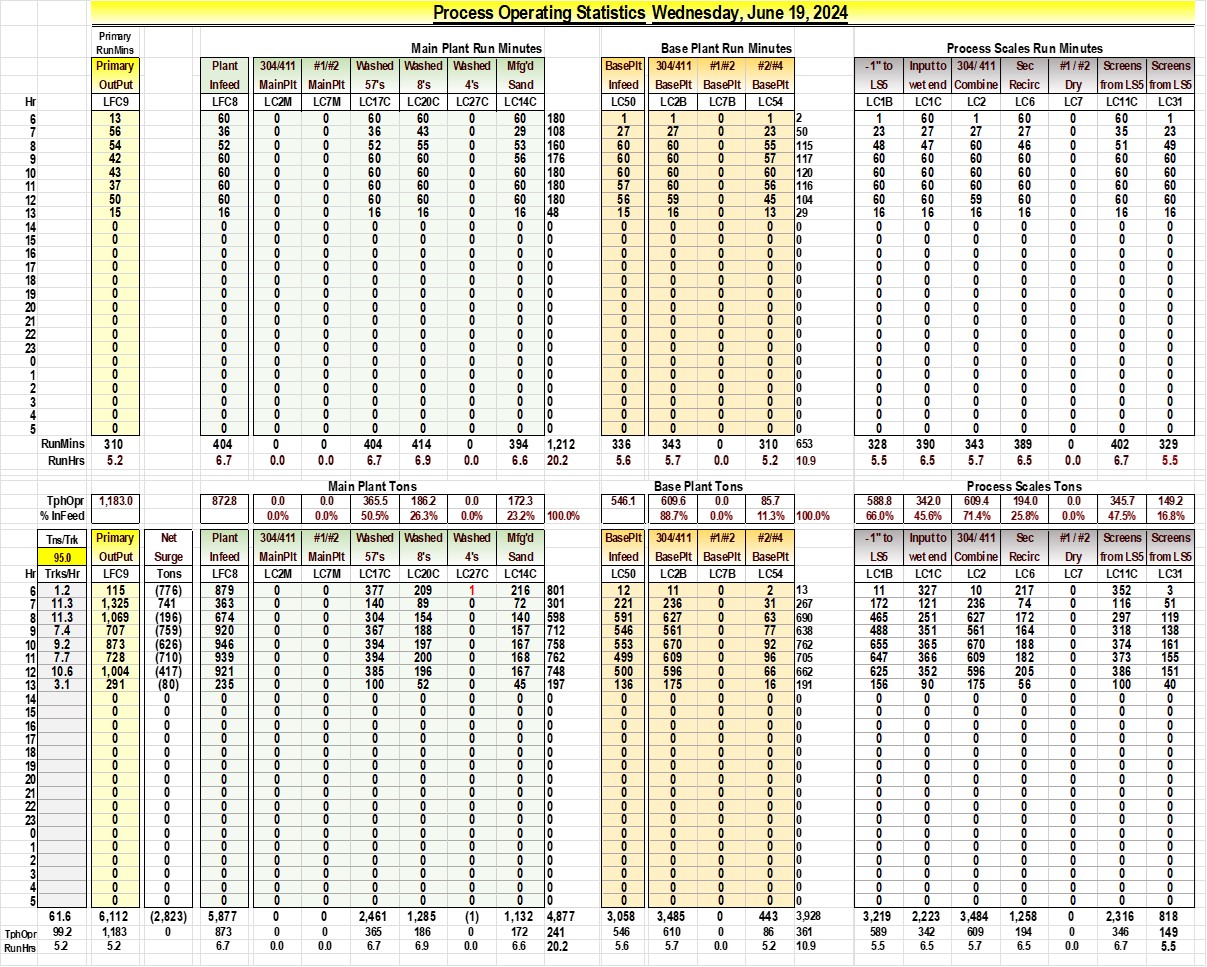 Process Operating Statistics Wednesday, June 19, 2024
Primary
RunMins Main Plant Run Minutes Base Plant Run Minutes Process Scales Run Minutes
Primary Plant 304/411 #1/#2 Washed Washed Washed Mfg'd BasePlt 304/411 #1/#2 #2/#4 -1" to Input to 304/ 411 Sec #1 / #2 Screens Screens
OutPut Infeed MainPlt MainPlt 57's 8's 4's Sand Infeed BasePlt BasePlt BasePlt LS5 wet end Combine Recirc Dry from LS5 from LS5
Hr LFC9 LFC8 LC2M LC7M LC17C LC20C LC27C LC14C LC50 LC2B LC7B LC54 LC1B LC1C LC2 LC6 LC7 LC11C LC31
6 13 60 0 0 60 60 0 60 180 1 1 0 1 2 1 60 1 60 0 60 1
7 56 36 0 0 36 43 0 29 108 27 27 0 23 50 23 27 27 27 0 35 23
8 54 52 0 0 52 55 0 53 160 60 60 0 55 115 48 47 60 46 0 51 49
9 42 60 0 0 60 60 0 56 176 60 60 0 57 117 60 60 60 60 0 60 60
10 43 60 0 0 60 60 0 60 180 60 60 0 60 120 60 60 60 60 0 60 60
11 37 60 0 0 60 60 0 60 180 57 60 0 56 116 60 60 60 60 0 60 60
12 50 60 0 0 60 60 0 60 180 56 59 0 45 104 60 60 59 60 0 60 60
13 15 16 0 0 16 16 0 16 48 15 16 0 13 29 16 16 16 16 0 16 16
14 0 0 0 0 0 0 0 0 0 0 0 0 0 0 0 0 0 0 0 0 0
15 0 0 0 0 0 0 0 0 0 0 0 0 0 0 0 0 0 0 0 0 0
16 0 0 0 0 0 0 0 0 0 0 0 0 0 0 0 0 0 0 0 0 0
17 0 0 0 0 0 0 0 0 0 0 0 0 0 0 0 0 0 0 0 0 0
18 0 0 0 0 0 0 0 0 0 0 0 0 0 0 0 0 0 0 0 0 0
19 0 0 0 0 0 0 0 0 0 0 0 0 0 0 0 0 0 0 0 0 0
20 0 0 0 0 0 0 0 0 0 0 0 0 0 0 0 0 0 0 0 0 0
21 0 0 0 0 0 0 0 0 0 0 0 0 0 0 0 0 0 0 0 0 0
22 0 0 0 0 0 0 0 0 0 0 0 0 0 0 0 0 0 0 0 0 0
23 0 0 0 0 0 0 0 0 0 0 0 0 0 0 0 0 0 0 0 0 0
0 0 0 0 0 0 0 0 0 0 0 0 0 0 0 0 0 0 0 0 0 0
1 0 0 0 0 0 0 0 0 0 0 0 0 0 0 0 0 0 0 0 0 0
2 0 0 0 0 0 0 0 0 0 0 0 0 0 0 0 0 0 0 0 0 0
3 0 0 0 0 0 0 0 0 0 0 0 0 0 0 0 0 0 0 0 0 0
4 0 0 0 0 0 0 0 0 0 0 0 0 0 0 0 0 0 0 0 0 0
5 0 0 0 0 0 0 0 0 0 0 0 0 0 0 0 0 0 0 0 0 0
RunMins 310 404 0 0 404 414 0 394 1,212 336 343 0 310 653 328 390 343 389 0 402 329
RunHrs 5.2 6.7 0.0 0.0 6.7 6.9 0.0 6.6 20.2 5.6 5.7 0.0 5.2 10.9 5.5 6.5 5.7 6.5 0.0 6.7 5.5
Main Plant Tons Base Plant Tons Process Scales Tons
TphOpr 1,183.0 872.8 0.0 0.0 365.5 186.2 0.0 172.3 546.1 609.6 0.0 85.7 588.8 342.0 609.4 194.0 0.0 345.7 149.2
% InFeed 0.0% 0.0% 50.5% 26.3% 0.0% 23.2% 100.0% 88.7% 0.0% 11.3% 100.0% 66.0% 45.6% 71.4% 25.8% 0.0% 47.5% 16.8%
Tns/Trk Primary Net Plant 304/411 #1/#2 Washed Washed Washed Mfg'd BasePlt 304/411 #1/#2 #2/#4 -1" to Input to 304/ 411 Sec #1 / #2 Screens Screens
95.0 OutPut Surge Infeed MainPlt MainPlt 57's 8's 4's Sand Infeed BasePlt BasePlt BasePlt LS5 wet end Combine Recirc Dry from LS5 from LS5
Hr Trks/Hr LFC9 Tons LFC8 LC2M LC7M LC17C LC20C LC27C LC14C LC50 LC2B LC7B LC54 LC1B LC1C LC2 LC6 LC7 LC11C LC31
6 1.2 115 (776) 879 0 0 377 209 1 216 801 12 11 0 2 13 11 327 10 217 0 352 3
7 11.3 1,325 741 363 0 0 140 89 0 72 301 221 236 0 31 267 172 121 236 74 0 116 51
8 11.3 1,069 (196) 674 0 0 304 154 0 140 598 591 627 0 63 690 465 251 627 172 0 297 119
9 7.4 707 (759) 920 0 0 367 188 0 157 712 546 561 0 77 638 488 351 561 164 0 318 138
10 9.2 873 (626) 946 0 0 394 197 0 167 758 553 670 0 92 762 655 365 670 188 0 374 161
11 7.7 728 (710) 939 0 0 394 200 0 168 762 499 609 0 96 705 647 366 609 182 0 373 155
12 10.6 1,004 (417) 921 0 0 385 196 0 167 748 500 596 0 66 662 625 352 596 205 0 386 151
13 3.1 291 (80) 235 0 0 100 52 0 45 197 136 175 0 16 191 156 90 175 56 0 100 40
14 0 0 0 0 0 0 0 0 0 0 0 0 0 0 0 0 0 0 0 0 0 0
15 0 0 0 0 0 0 0 0 0 0 0 0 0 0 0 0 0 0 0 0 0 0
16 0 0 0 0 0 0 0 0 0 0 0 0 0 0 0 0 0 0 0 0 0 0
17 0 0 0 0 0 0 0 0 0 0 0 0 0 0 0 0 0 0 0 0 0 0
18 0 0 0 0 0 0 0 0 0 0 0 0 0 0 0 0 0 0 0 0 0 0
19 0 0 0 0 0 0 0 0 0 0 0 0 0 0 0 0 0 0 0 0 0 0
20 0 0 0 0 0 0 0 0 0 0 0 0 0 0 0 0 0 0 0 0 0 0
21 0 0 0 0 0 0 0 0 0 0 0 0 0 0 0 0 0 0 0 0 0 0
22 0 0 0 0 0 0 0 0 0 0 0 0 0 0 0 0 0 0 0 0 0 0
23 0 0 0 0 0 0 0 0 0 0 0 0 0 0 0 0 0 0 0 0 0 0
0 0 0 0 0 0 0 0 0 0 0 0 0 0 0 0 0 0 0 0 0 0 0
1 0 0 0 0 0 0 0 0 0 0 0 0 0 0 0 0 0 0 0 0 0 0
2 0 0 0 0 0 0 0 0 0 0 0 0 0 0 0 0 0 0 0 0 0 0
3 0 0 0 0 0 0 0 0 0 0 0 0 0 0 0 0 0 0 0 0 0 0
4 0 0 0 0 0 0 0 0 0 0 0 0 0 0 0 0 0 0 0 0 0 0
5 0 0 0 0 0 0 0 0 0 0 0 0 0 0 0 0 0 0 0 0 0 0
61.6 6,112 (2,823) 5,877 0 0 2,461 1,285 (1) 1,132 4,877 3,058 3,485 0 443 3,928 3,219 2,223 3,484 1,258 0 2,316 818
TphOpr 99.2 1,183 0 873 0 0 365 186 0 172 241 546 610 0 86 361 589 342 609 194 0 346 149
RunHrs 5.2 5.2 6.7 0.0 0.0 6.7 6.9 0.0 6.6 20.2 5.6 5.7 0.0 5.2 10.9 5.5 6.5 5.7 6.5 0.0 6.7 5.5